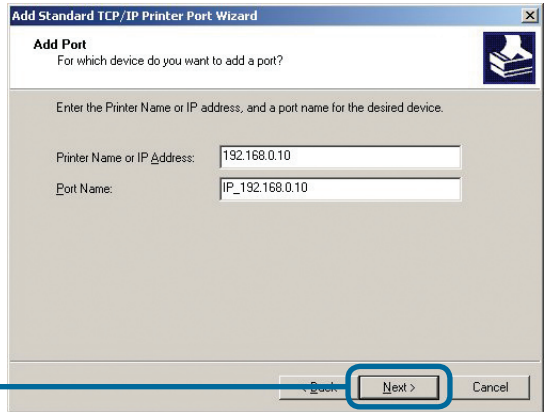 Add Standard TCP/IP Printer Port Wizard
Add Port
For which device do you want to add a port?
Enter the Printer Name or IP address, and a port name for the desired device.
Printer Name or IP Address: 192.168.0.10
Port Name: IP_192.168.0.10
< Back Next > Cancel